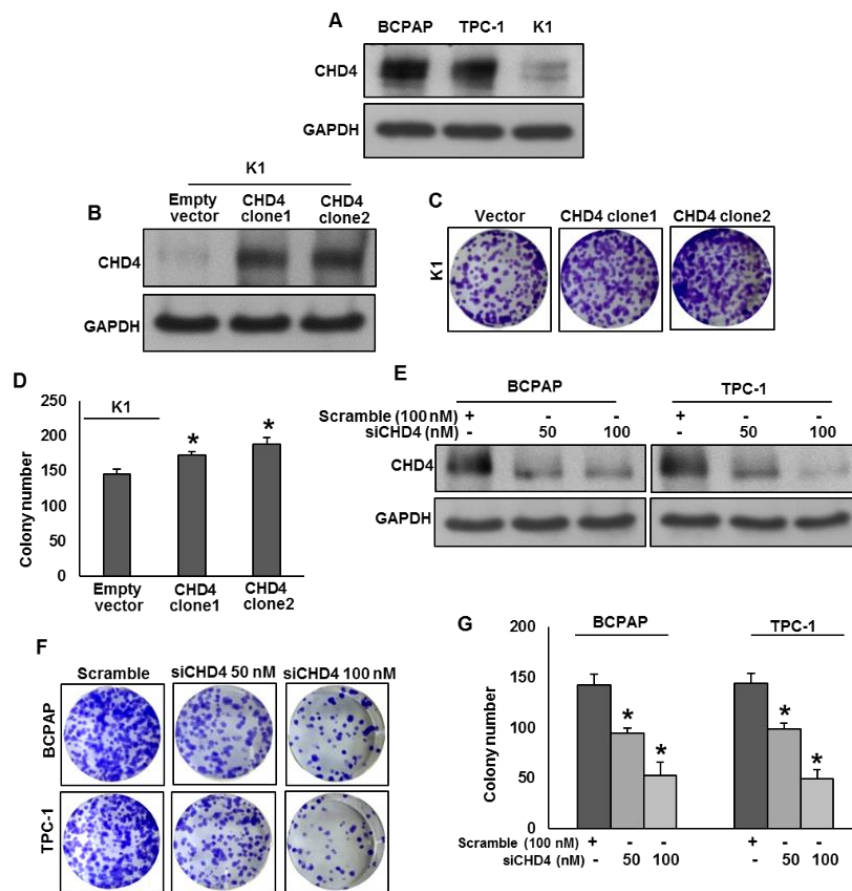 A
BCPAP TPC-1 K1
CHD4
GAPDH
B
K1
Empty vector CHD4 clone1 CHD4 clone2
CHD4
GAPDH
C
Vector CHD4 clone1 CHD4 clone2
K1
D
250
200
150
100
50
0
Colony number
K1
* *
Empty vector CHD4 clone1 CHD4 clone2
E
BCPAP TPC-1
Scramble (100 nM) + - - + - -
siCHD4 (nM) - 50 100 - 50 100
CHD4
GAPDH
F
Scramble siCHD4 50 nM siCHD4 100 nM
BCPAP
TPC-1
G
200
150
100
50
0
Colony number
BCPAP TPC-1
* * * *
Scramble (100 nM) + - - + - -
siCHD4 (nM) - 50 100 - 50 100